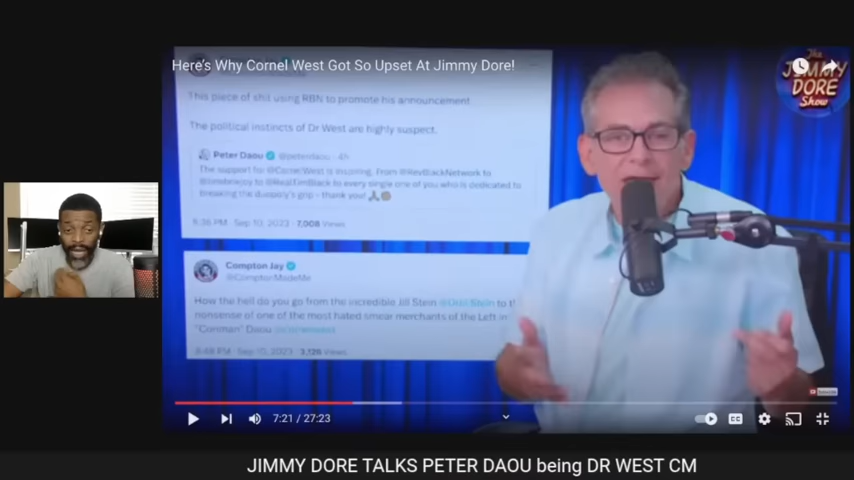 Here's Why Cornel West Got So Upset At Jimmy Dore!
The
JIMMY
DORE
Show
This piece of shit using RBN to promote his announcement
The political instincts of Dr West are highly suspect.
Peter Daou @peterdaou · 4h
The support for @CornelWest is inspiring. From @RevBlackNetwork to
to @RealTimBlack to every single one of you who is dedicated to
breaking the duopoly's grip - thank you!
8:36 PM · Sep 10, 2023 · 7,008 Views
Compton Jay
@ComptonMadeMe
How the hell do you go from the incredible Jill Stein to th
nonsense of one of the most hated smear merchants of the Left in
"Conman" Daou
8:48 PM · Sep 10, 2023 · 3,126 Views
7:21 / 27:23
CC
JIMMY DORE TALKS PETER DAOU being DR WEST CM